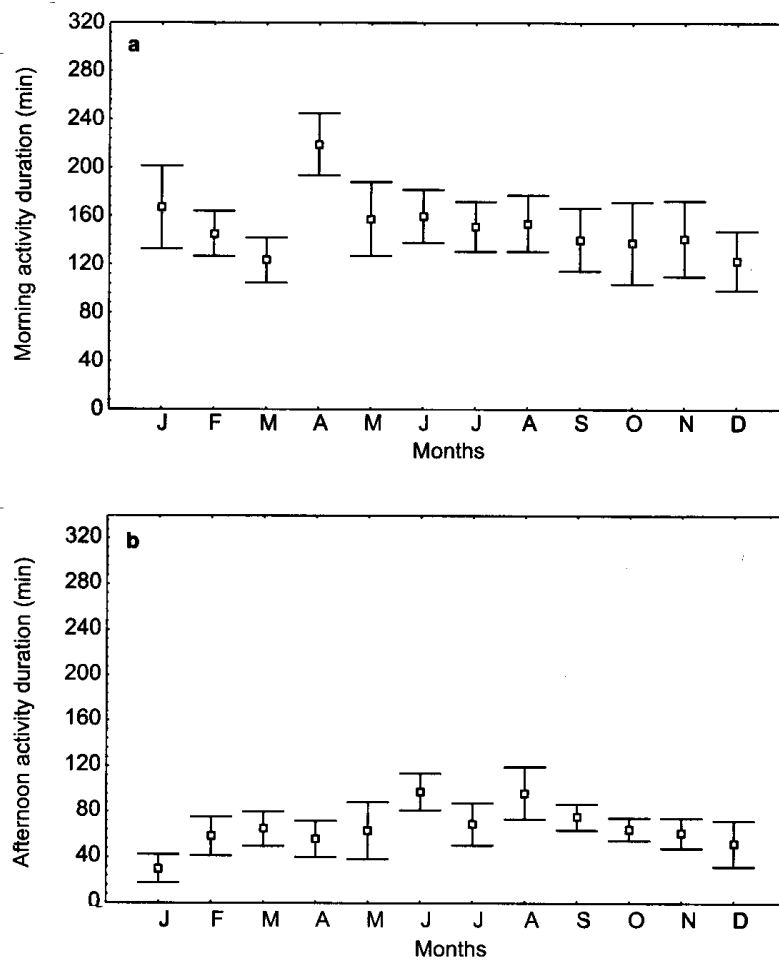 a
Morning activity duration (min)
320
280
240
200
160
120
80
40
0
J F M A M J J A S O N D
Months
b
Afternoon activity duration (min)
320
280
240
200
160
120
80
40
0
J F M A M J J A S O N D
Months